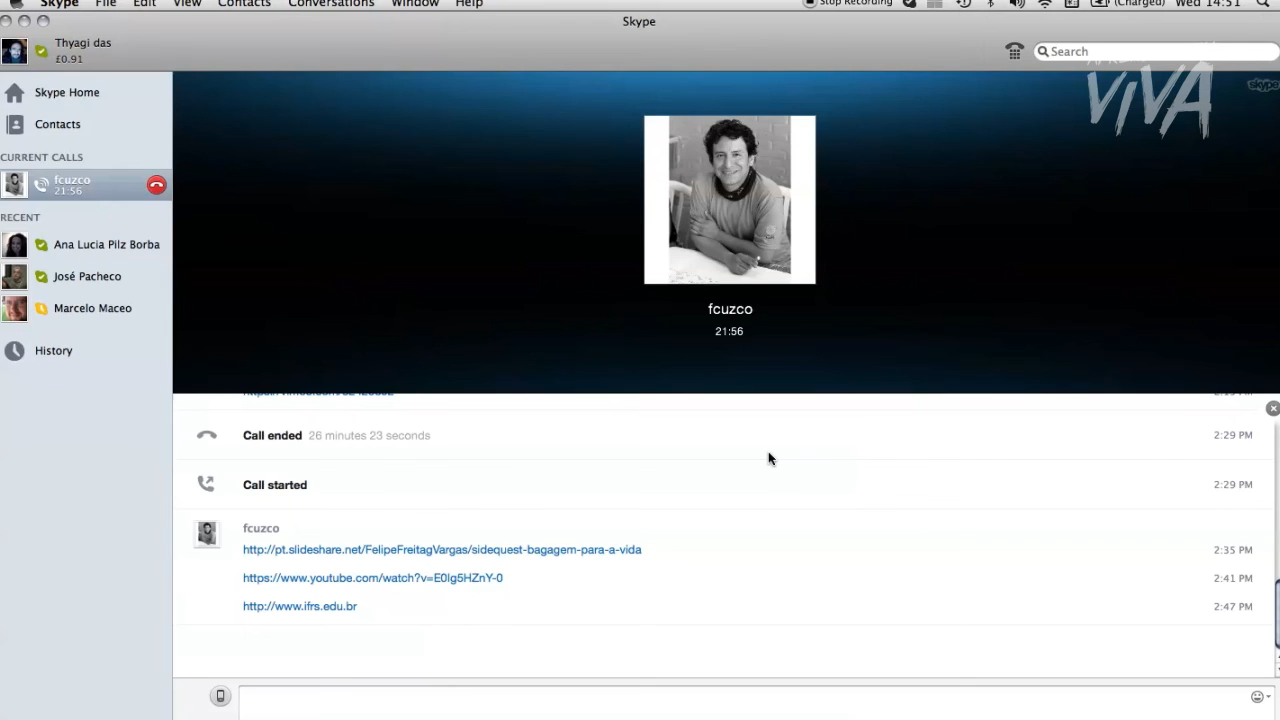 Skype File Edit View Contacts Conversations Window Help Stop Recording (Charged) Wed 14:51
Skype
Thyagi das
£0.91
Search
VIVA
skype
Skype Home
Contacts
CURRENT CALLS
fcuzco
21:56
RECENT
Ana Lucia Pilz Borba
José Pacheco
Marcelo Maceo
History
fcuzco
21:56
Call ended 26 minutes 23 seconds 2:29 PM
Call started 2:29 PM
fcuzco
http://pt.slideshare.net/FelipeFreitagVargas/sidequest-bagagem-para-a-vida 2:35 PM
https://www.youtube.com/watch?v=E0Ig5HZnY-0 2:41 PM
http://www.ifrs.edu.br 2:47 PM